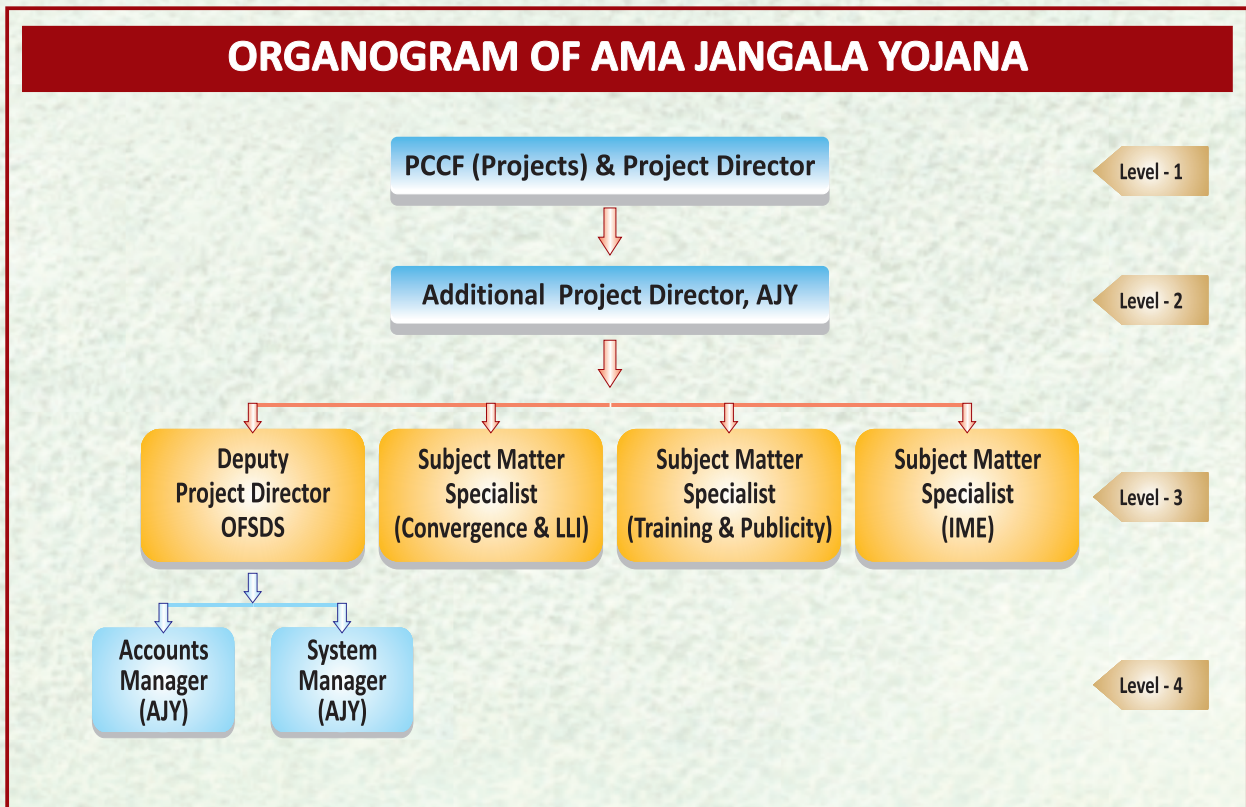 ORGANOGRAM OF AMA JANGALA YOJANA
PCCF (Projects) & Project Director
Level - 1
Additional Project Director, AJY
Level - 2
Deputy
Project Director
OFSDS
Subject Matter
Specialist
(Convergence & LLI)
Subject Matter
Specialist
(Training & Publicity)
Subject Matter
Specialist
(IME)
Level - 3
Accounts
Manager
(AJY)
System
Manager
(AJY)
Level - 4